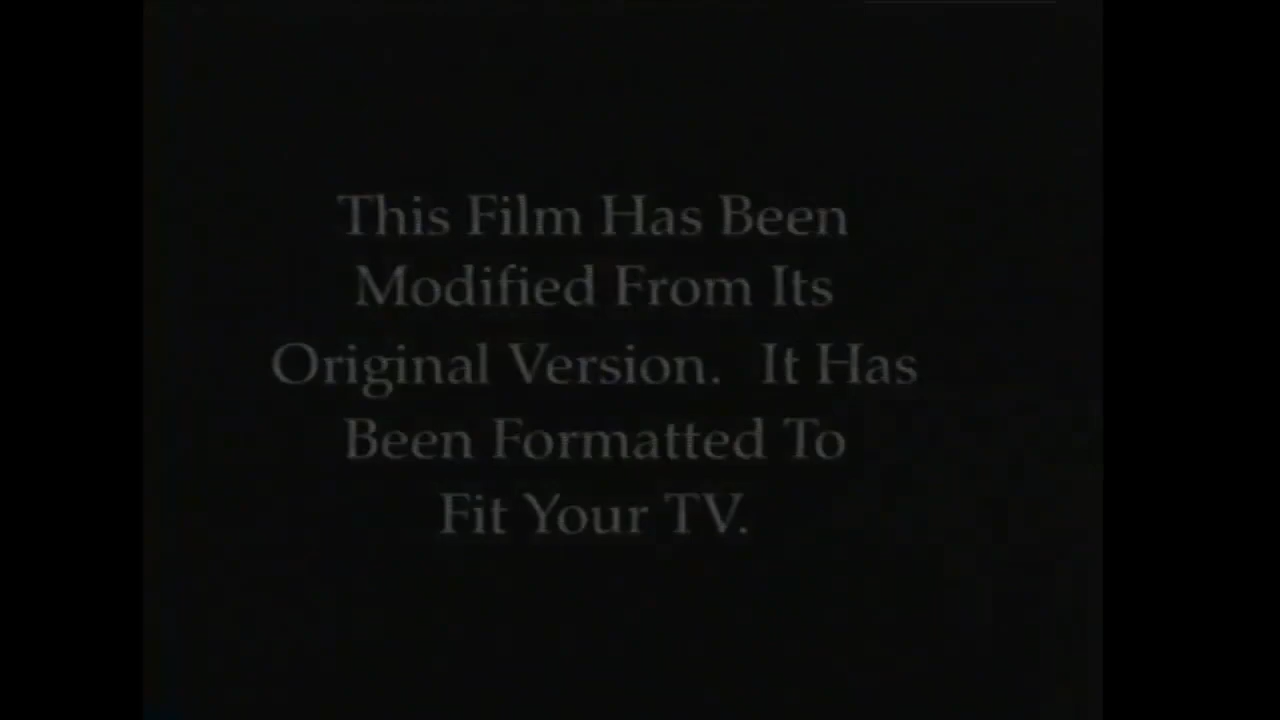 This Film Has Been
Modified From Its
Original Version.  It Has
Been Formatted To
Fit Your TV.